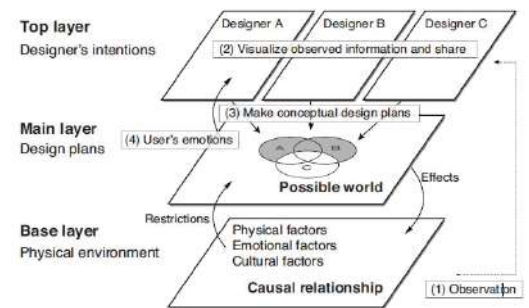 Top layer
Designer's intentions
Designer A
Designer B
Designer C
(2) Visualize observed information and share
(3) Make conceptual design plans
Main layer
Design plans
(4) User's emotions
A
B
C
Possible world
Restrictions
Effects
Base layer
Physical environment
Physical factors
Emotional factors
Cultural factors
Causal relationship
(1) Observation